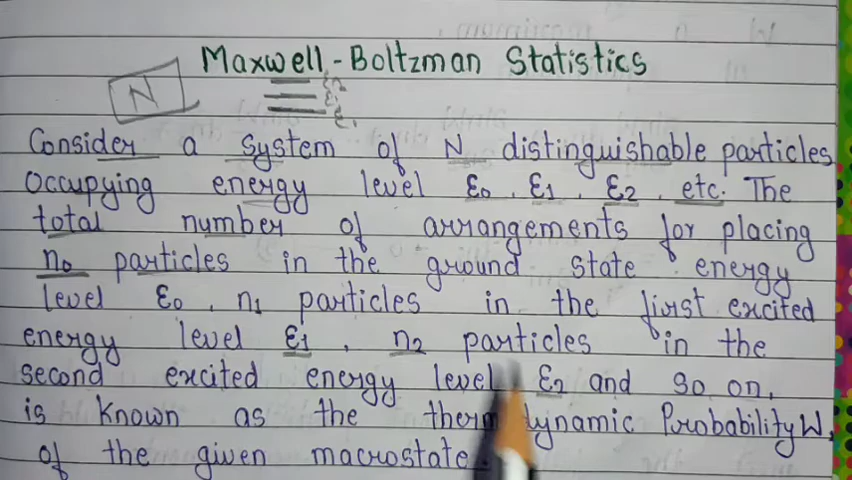 Maxwell-Boltzman Statistics
N
ε2
ε1
Consider a system of N distinguishable particles
occupying energy level ε0, ε1, ε2, etc. The
total number of arrangements for placing
n0 particles in the ground state energy
level ε0, n1 particles in the first excited
energy level ε1, n2 particles in the
second excited energy level ε2 and so on,
is known as the thermodynamic Probability W,
of the given macrostate.